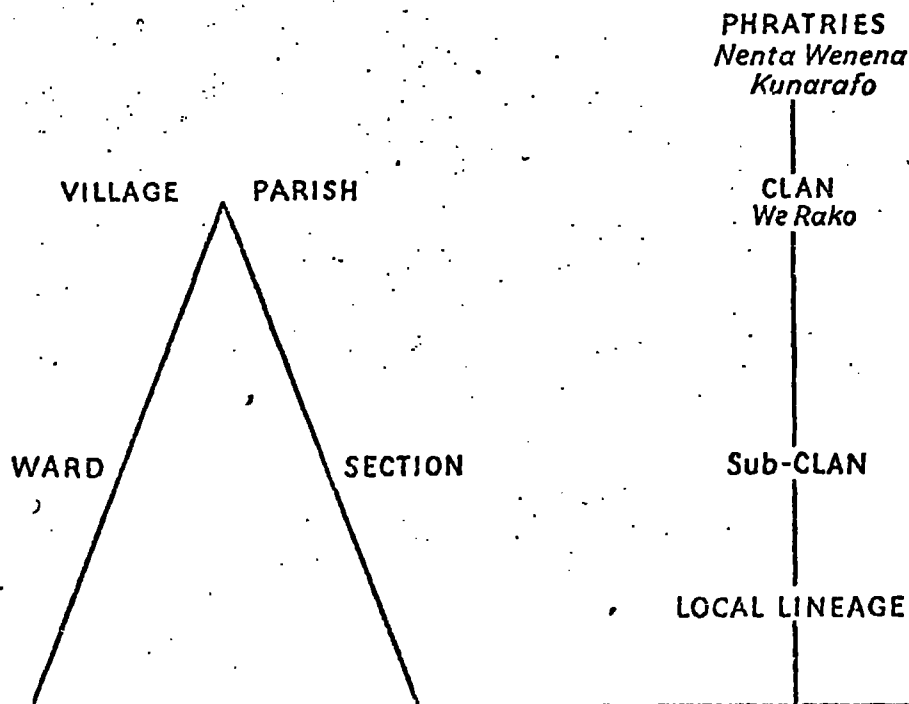 PHRATRIES
Nenta Wenena
Kunarafo
VILLAGE PARISH
CLAN
We Rako
WARD SECTION
Sub-CLAN
LOCAL LINEAGE